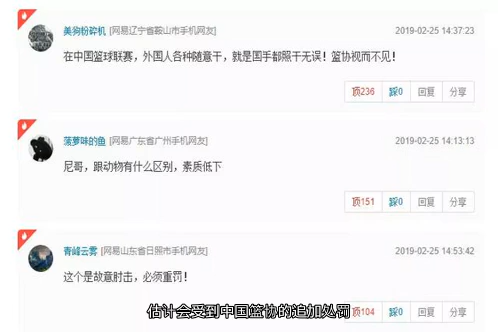 美狗粉碎机 [网易辽宁省鞍山市手机网友]
2019-02-25 14:37:23
在中国篮球联赛，外国人各种随意干，就是国手都照干无误！篮协视而不见！
顶236 踩0 回复 分享
菠萝味的鱼 [网易广东省广州手机网友]
2019-02-25 14:13:13
尼哥，跟动物有什么区别，素质低下
顶151 踩0 回复 分享
青峰云雾 [网易山东省日照市手机网友]
2019-02-25 14:53:42
这个是故意肘击，必须重罚！
顶104 踩0 回复 分享
估计会受到中国篮协的追加处罚